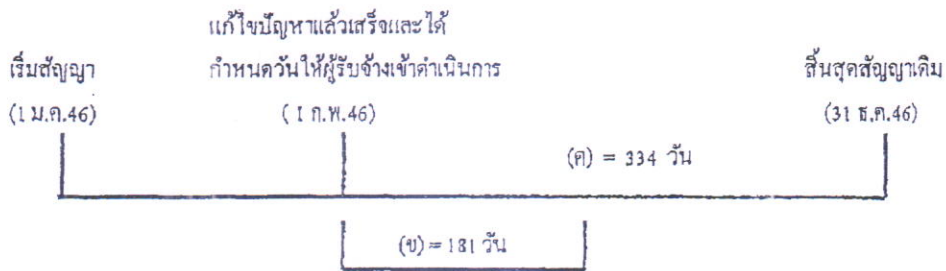 แก้ไขปัญหาแล้วเสร็จและได้
เริ่มสัญญา กำหนดวันให้ผู้รับจ้างเข้าดำเนินการ สิ้นสุดสัญญาเดิม
(1 ม.ค.46) (1 ก.พ.46) (31 ธ.ค.46)
(ค) = 334 วัน
(ข) = 181 วัน